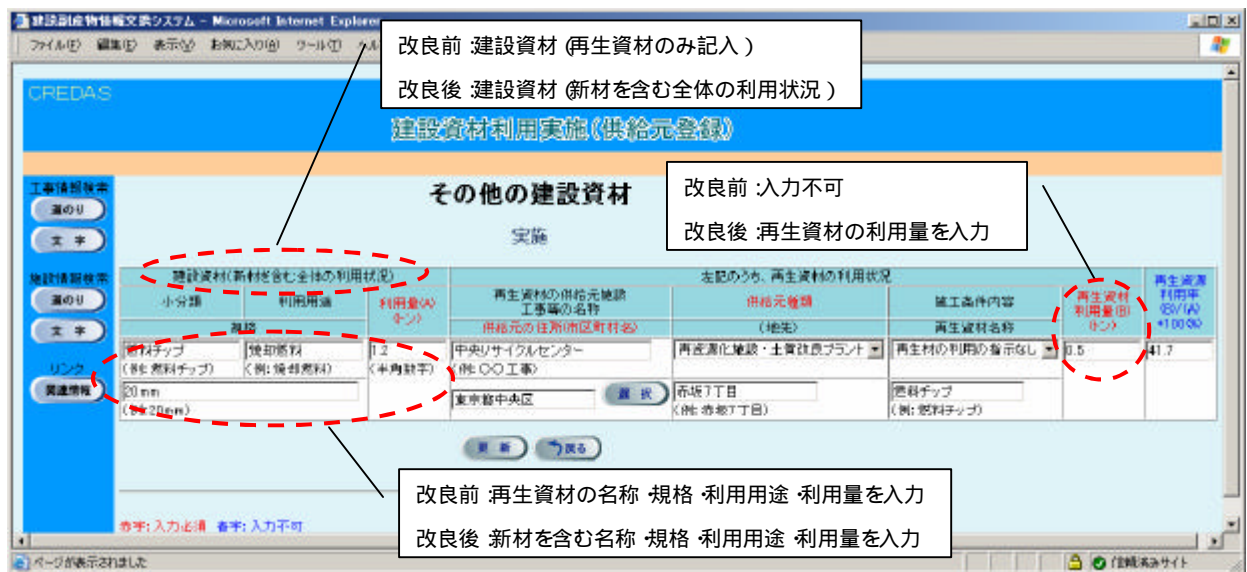 建設副産物情報交換システム - Microsoft Internet Explorer
ファイル(F) 編集(E) 表示(V) お気に入り(A) ツール(T)
改良前:建設資材(再生資材のみ記入)
改良後:建設資材(新材を含む全体の利用状況)
CREDAS
建設資材利用実施(供給元登録)
改良前:入力不可
改良後:再生資材の利用量を入力
その他の建設資材
実施
工事情報検索
道のり
文 字
施設情報検索
道のり
文 字
リンク
関連情報
建設資材(新材を含む全体の利用状況)
左記のうち、再生資材の利用状況
再生資源利用率(B)/(A)*100(%)
小分類
利用用途
利用量(A)(トン)
再生資材の供給元施設
工事等の名称
供給元種類
施工条件内容
再生資材利用量(B)(トン)
規格
供給元の住所(市区町村名)
(地先)
再生資材名称
燃料チップ
焼却燃料
1.2
中央リサイクルセンター
再資源化施設・土質改良プラント
再生材の利用の指示なし
0.5
41.7
(例:燃料チップ)
(例:焼却燃料)
(半角数字)
(例:〇〇工事)
20mm
東京都中央区
選 択
赤坂7丁目
燃料チップ
(例:20mm)
(例:赤坂7丁目)
(例:燃料チップ)
更 新
戻る
改良前:再生資材の名称・規格・利用用途・利用量を入力
改良後:新材を含む名称・規格・利用用途・利用量を入力
赤字:入力必須 青字:入力不可
ページが表示されました
信頼済みサイト